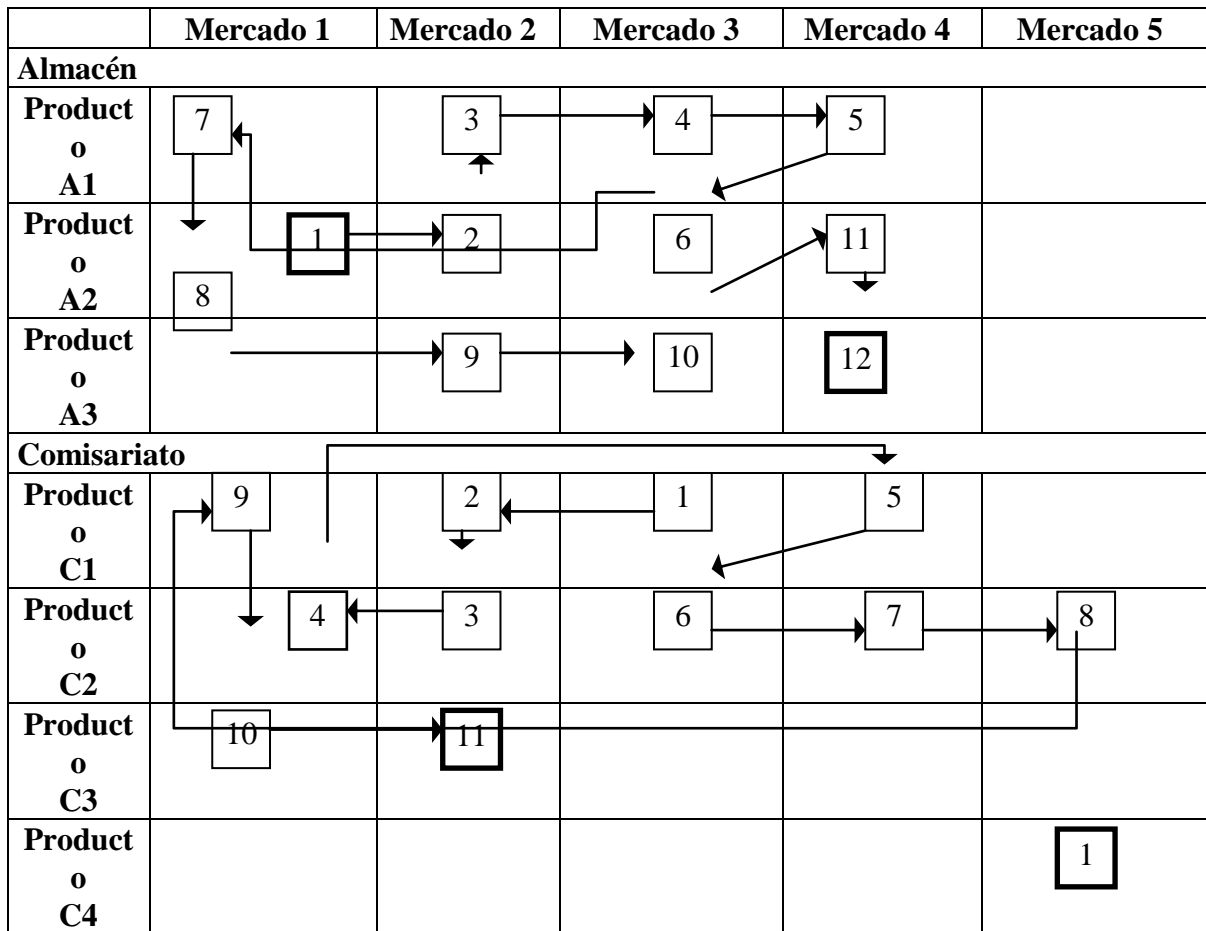 Mercado 1 Mercado 2 Mercado 3 Mercado 4 Mercado 5
Almacén
Product
o
A1
7 3 4 5
Product
o
A2
1 2 6 11
8
Product
o
A3
9 10 12
Comisariato
Product
o
C1
9 2 1 5
Product
o
C2
4 3 6 7 8
Product
o
C3
10 11
Product
o
C4
1